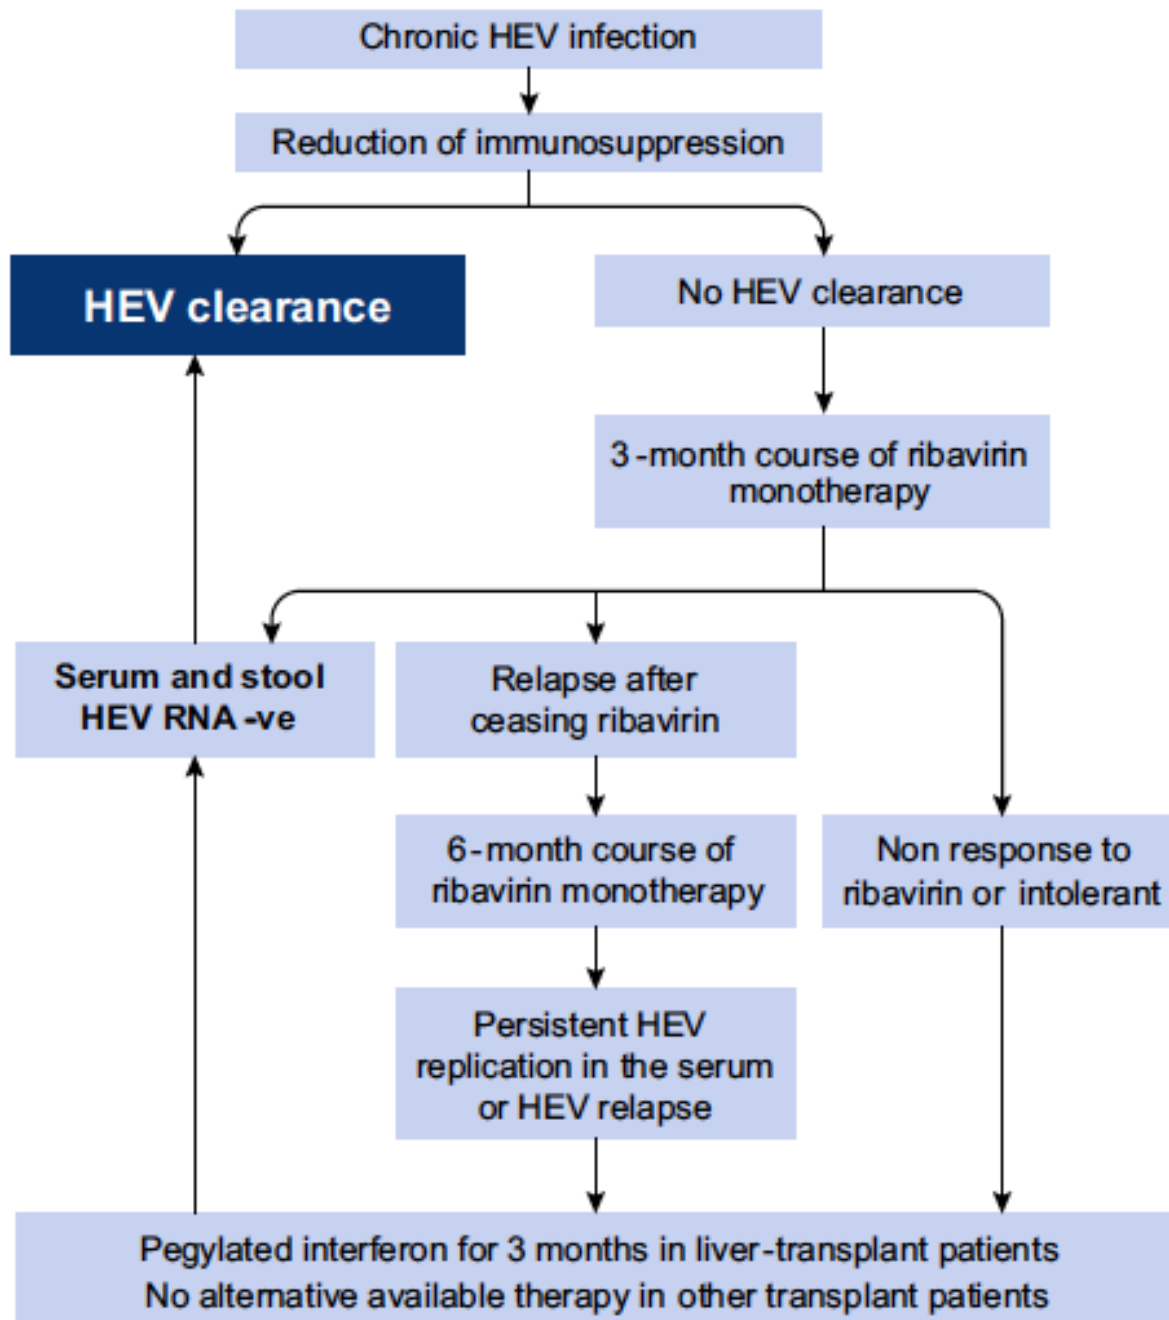 Chronic HEV infection
Reduction of immunosuppression
HEV clearance
No HEV clearance
3-month course of ribavirin
monotherapy
Serum and stool
HEV RNA -ve
Relapse after
ceasing ribavirin
6-month course of
ribavirin monotherapy
Non response to
ribavirin or intolerant
Persistent HEV
replication in the serum
or HEV relapse
Pegylated interferon for 3 months in liver-transplant patients
No alternative available therapy in other transplant patients